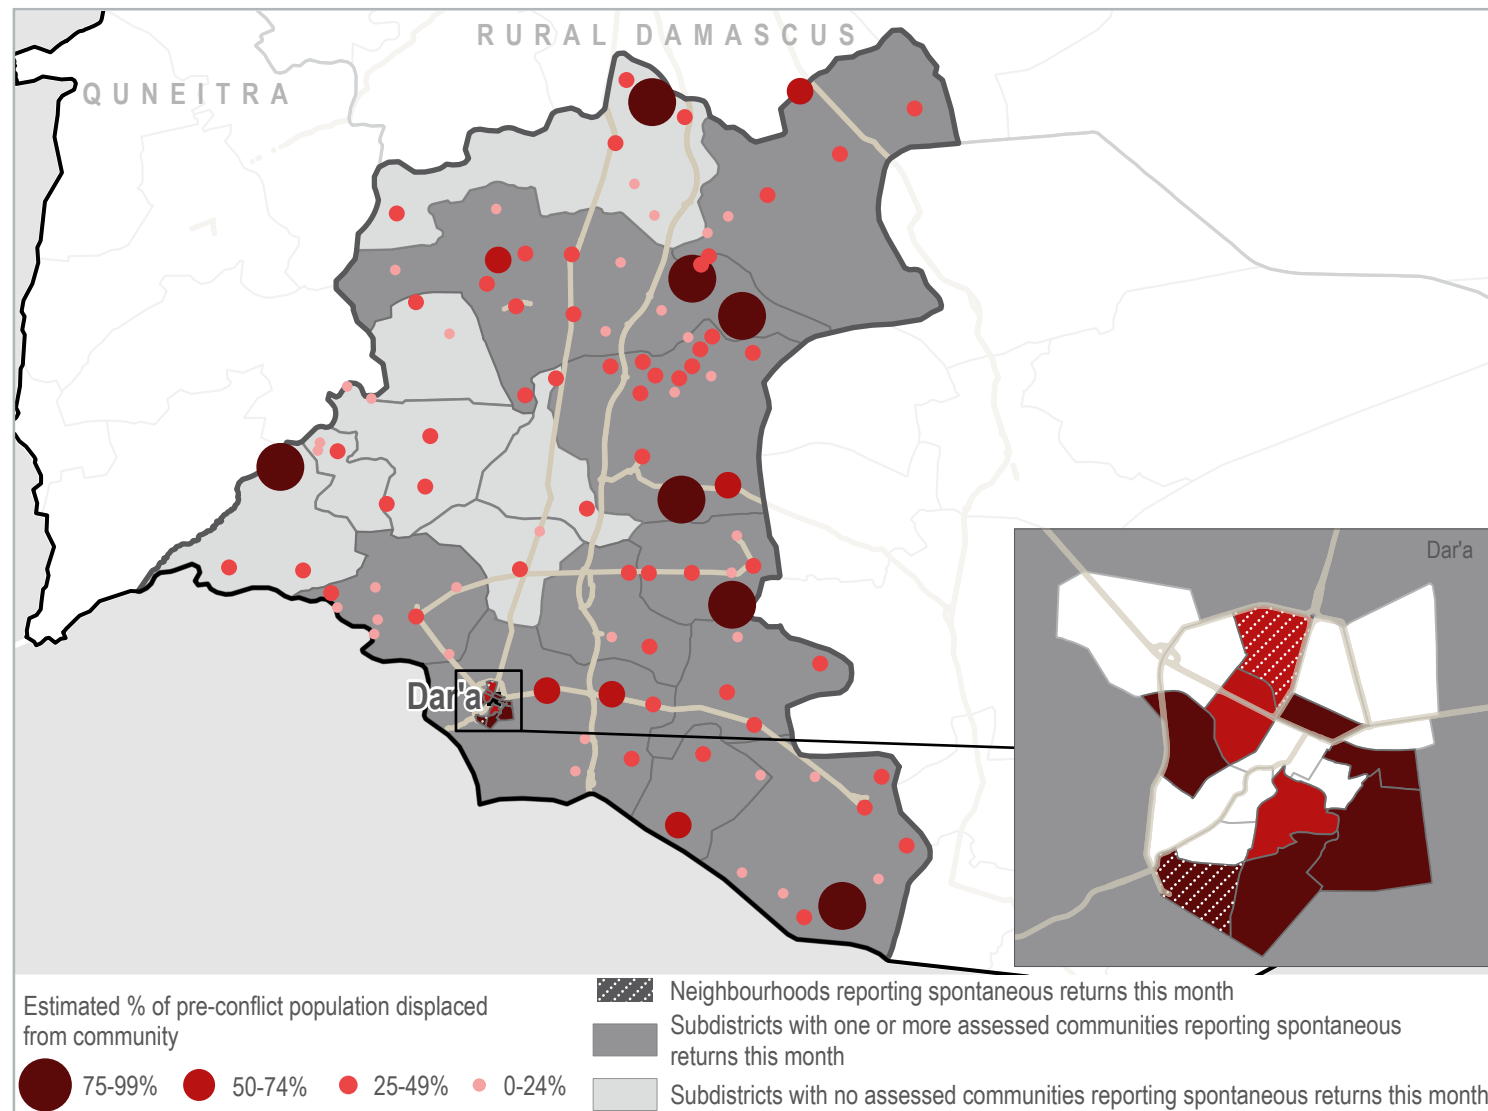 RURAL DAMASCUS
QUNEITRA
Dar'a
Dar'a
Estimated % of pre-conflict population displaced
from community
75-99%
50-74%
25-49%
0-24%
Neighbourhoods reporting spontaneous returns this month
Subdistricts with one or more assessed communities reporting spontaneous
returns this month
Subdistricts with no assessed communities reporting spontaneous returns this month